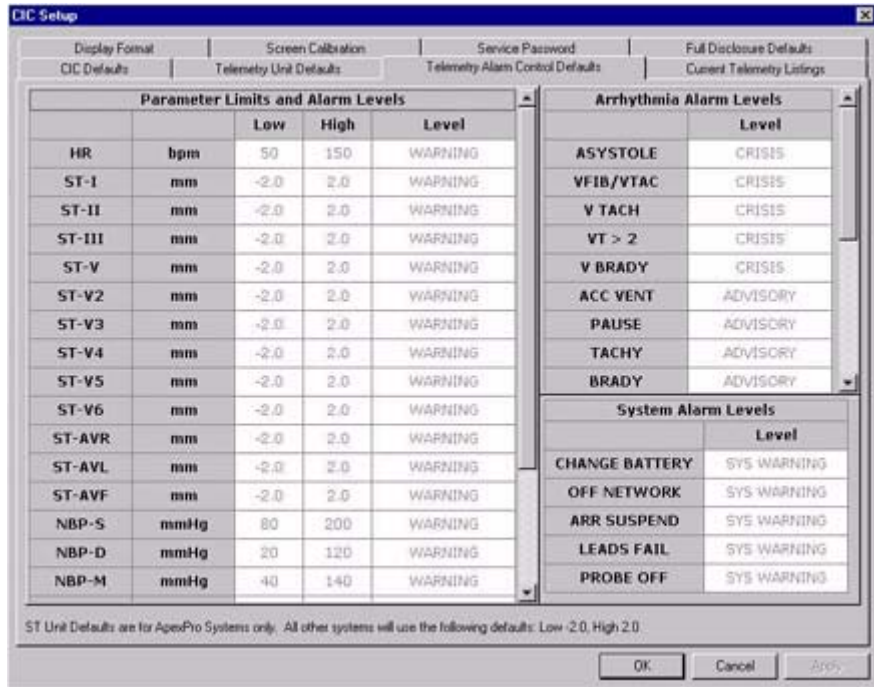 CIC Setup
Display Format Screen Calibration Service Password Full Disclosure Defaults
CIC Defaults Telemetry Unit Defaults Telemetry Alarm Control Defaults Current Telemetry Listings
Parameter Limits and Alarm Levels
Low High Level
HR bpm 50 150 WARNING
ST-I mm -2.0 2.0 WARNING
ST-II mm -2.0 2.0 WARNING
ST-III mm -2.0 2.0 WARNING
ST-V mm -2.0 2.0 WARNING
ST-V2 mm -2.0 2.0 WARNING
ST-V3 mm -2.0 2.0 WARNING
ST-V4 mm -2.0 2.0 WARNING
ST-V5 mm -2.0 2.0 WARNING
ST-V6 mm -2.0 2.0 WARNING
ST-AVR mm -2.0 2.0 WARNING
ST-AVL mm -2.0 2.0 WARNING
ST-AVF mm -2.0 2.0 WARNING
NBP-S mmHg 80 200 WARNING
NBP-D mmHg 20 120 WARNING
NBP-M mmHg 40 140 WARNING
Arrhythmia Alarm Levels
Level
ASYSTOLE CRISIS
VFIB/VTAC CRISIS
V TACH CRISIS
VT > 2 CRISIS
V BRADY CRISIS
ACC VENT ADVISORY
PAUSE ADVISORY
TACHY ADVISORY
BRADY ADVISORY
System Alarm Levels
Level
CHANGE BATTERY SYS WARNING
OFF NETWORK SYS WARNING
ARR SUSPEND SYS WARNING
LEADS FAIL SYS WARNING
PROBE OFF SYS WARNING
ST Unit Defaults are for ApexPro Systems only. All other systems will use the following defaults: Low -2.0, High 2.0
OK Cancel Apply